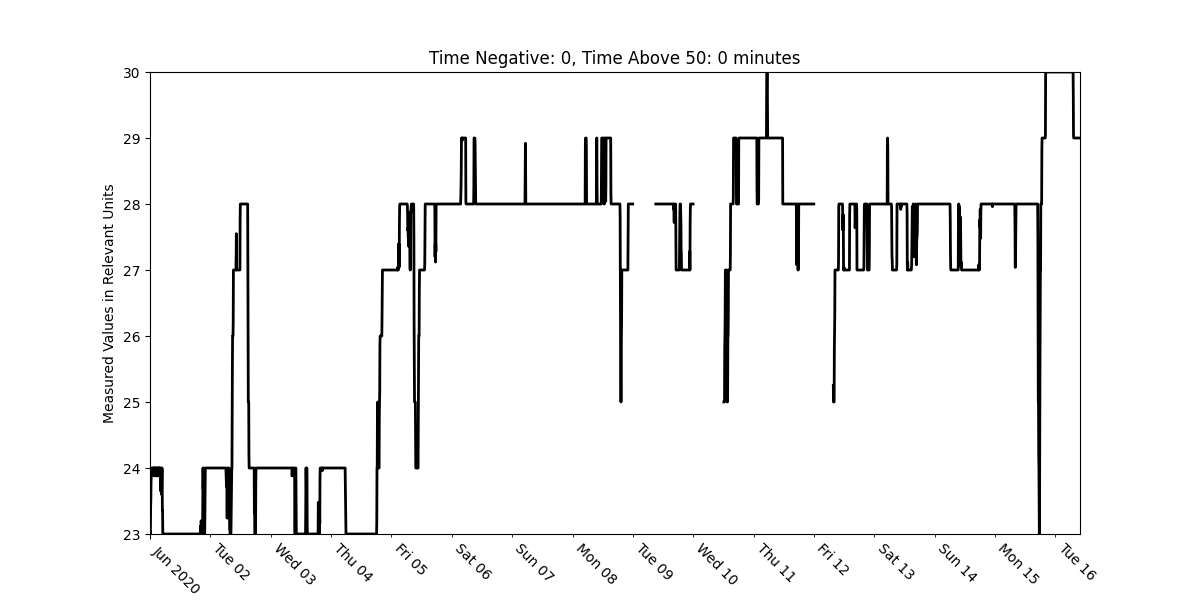 Time Negative: 0, Time Above 50: 0 minutes
30
29
28
27
26
25
24
23
Measured Values in Relevant Units
Jun 2020
Tue 02
Wed 03
Thu 04
Fri 05
Sat 06
Sun 07
Mon 08
Tue 09
Wed 10
Thu 11
Fri 12
Sat 13
Sun 14
Mon 15
Tue 16